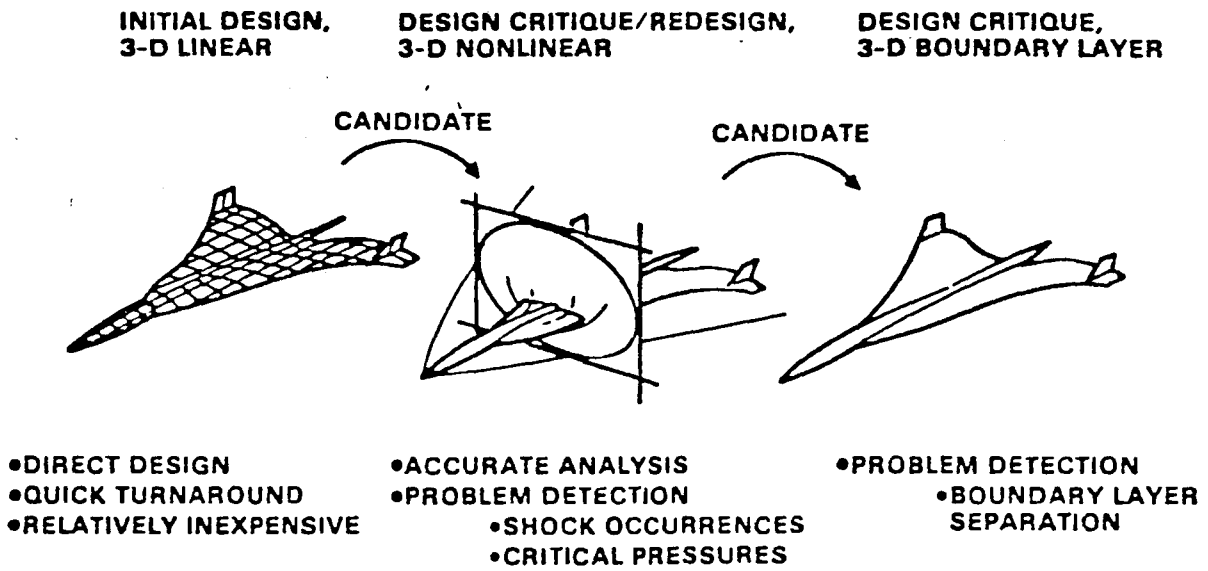 INITIAL DESIGN,
3-D LINEAR
DESIGN CRITIQUE/REDESIGN,
3-D NONLINEAR
DESIGN CRITIQUE,
3-D BOUNDARY LAYER
CANDIDATE
CANDIDATE
•DIRECT DESIGN
•QUICK TURNAROUND
•RELATIVELY INEXPENSIVE
•ACCURATE ANALYSIS
•PROBLEM DETECTION
•SHOCK OCCURRENCES
•CRITICAL PRESSURES
•PROBLEM DETECTION
•BOUNDARY LAYER
SEPARATION